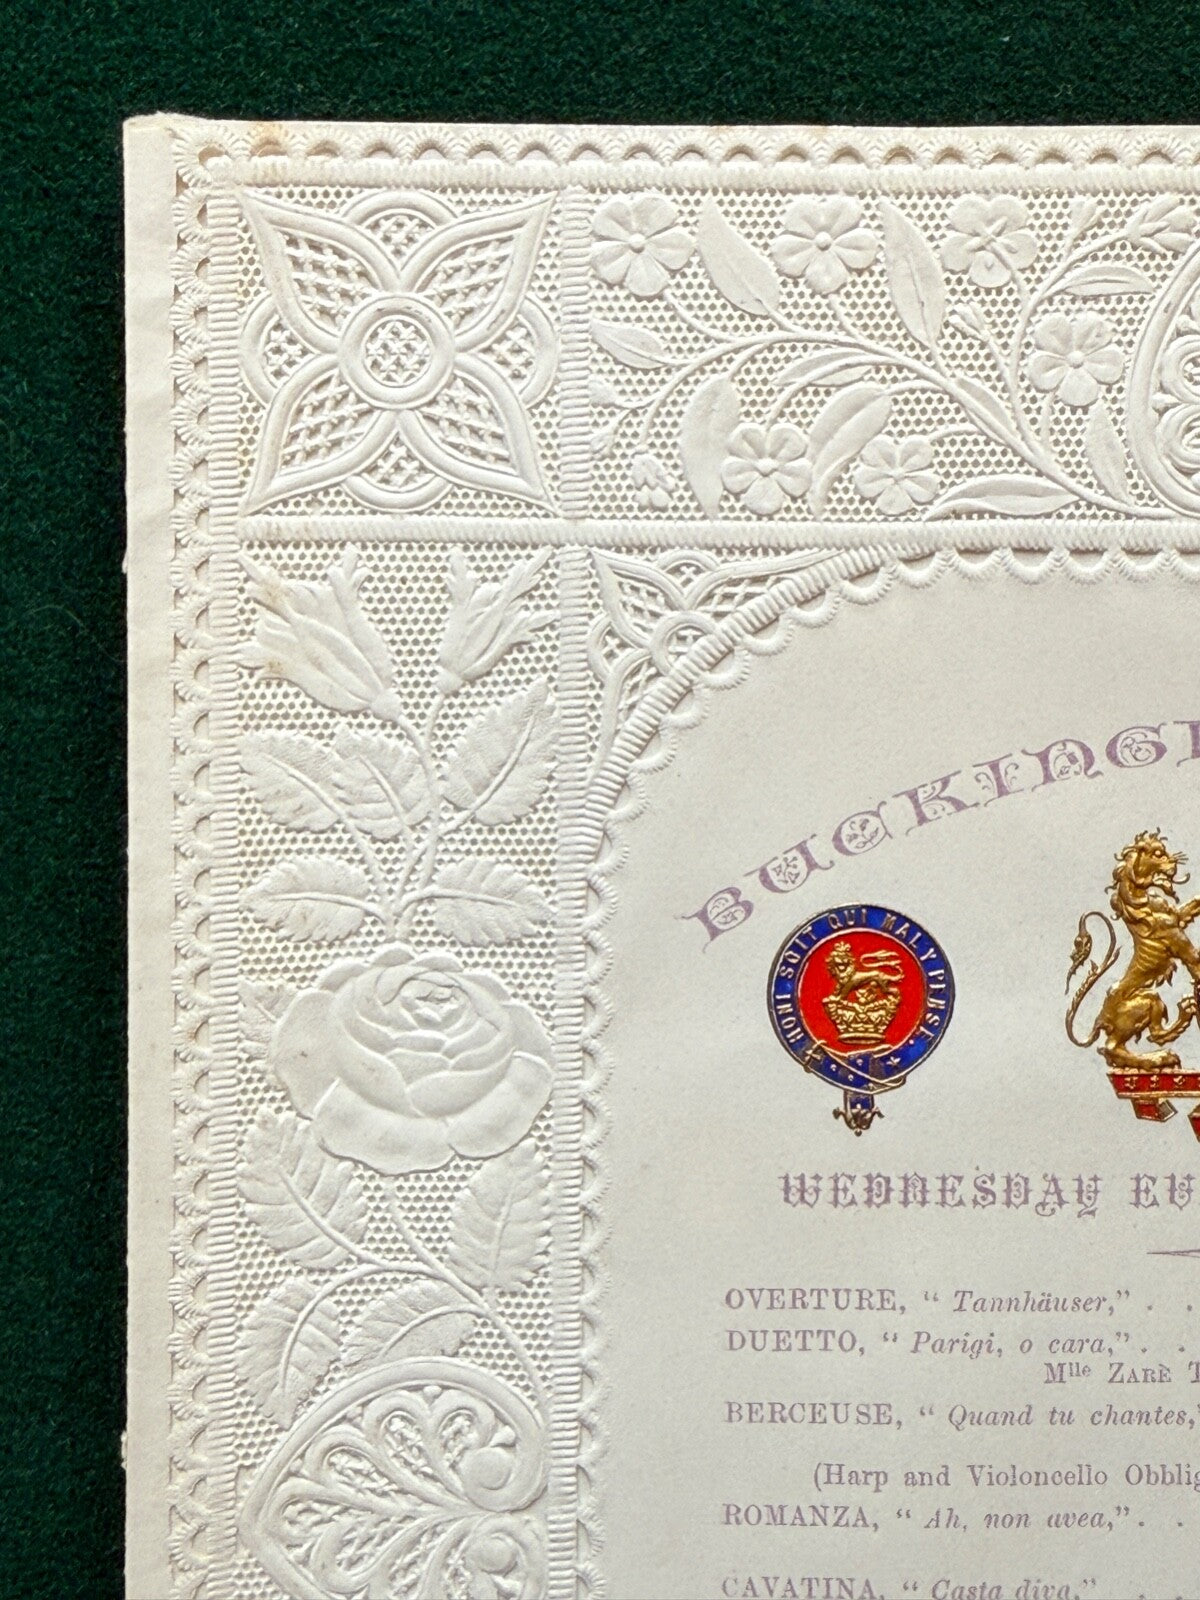 BUCKING
HONI SOIT QUI MAL Y PENSE.
WEDNESDAY EV
OVERTURE, “ Tannhäuser,” . .
DUETTO, “ Parigi, o cara,” . .
Mlle ZARÈ T
BERCEUSE, “ Quand tu chantes,”
(Harp and Violoncello Obblig
ROMANZA, “ Ah, non avea,” . .
CAVATINA, “ Casta diva,” . .